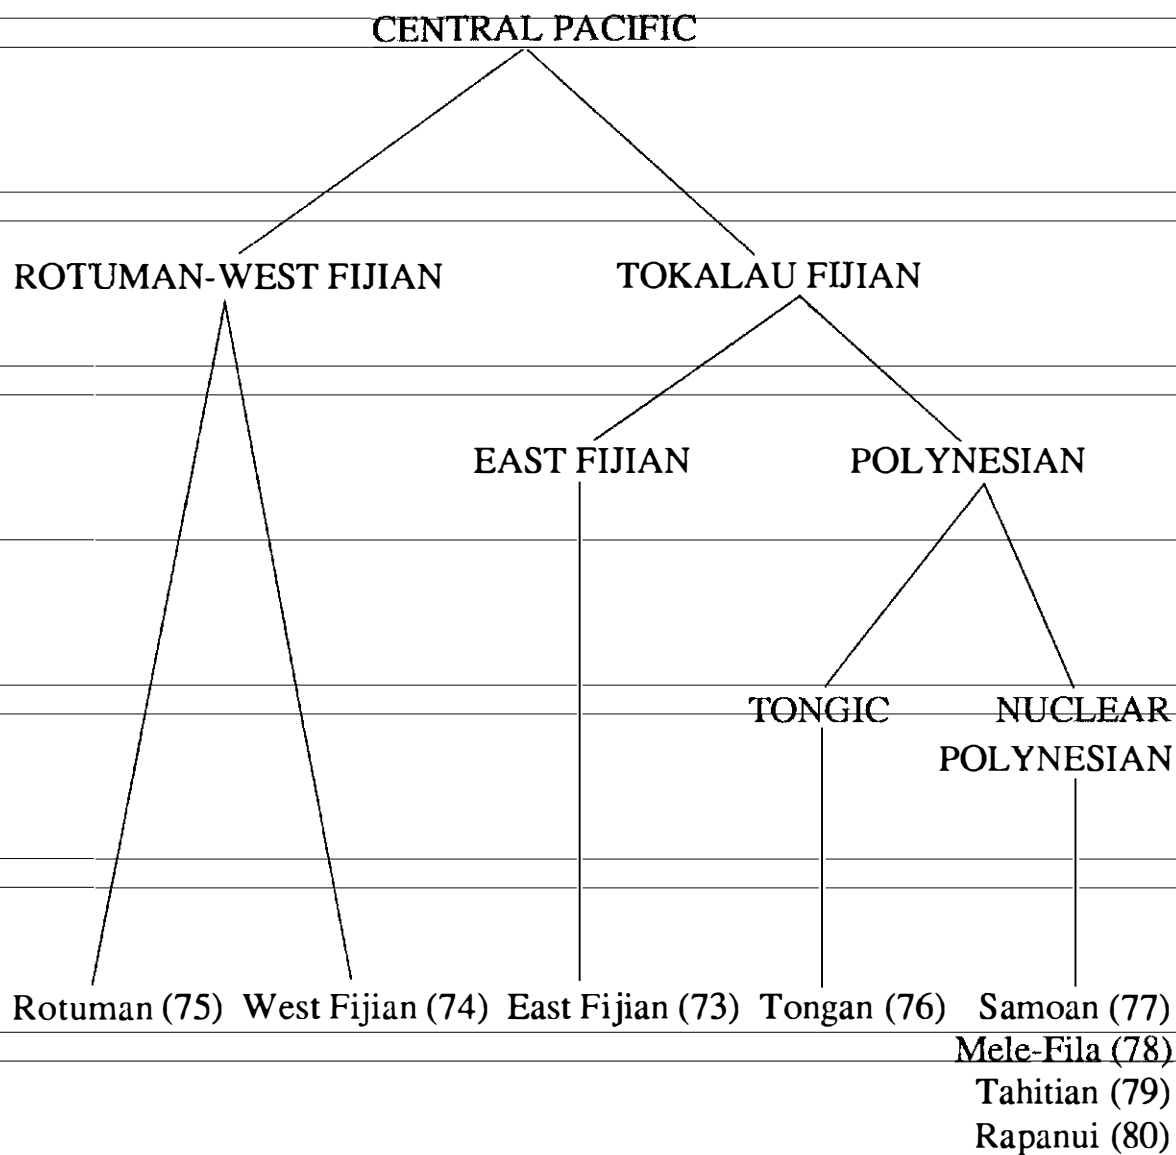 CENTRAL PACIFIC
ROTUMAN-WEST FIJIAN TOKALAU FIJIAN
EAST FIJIAN POLYNESIAN
TONGIC NUCLEAR
POLYNESIAN
Rotuman (75) West Fijian (74) East Fijian (73) Tongan (76) Samoan (77)
Mele-Fila (78)
Tahitian (79)
Rapanui (80)